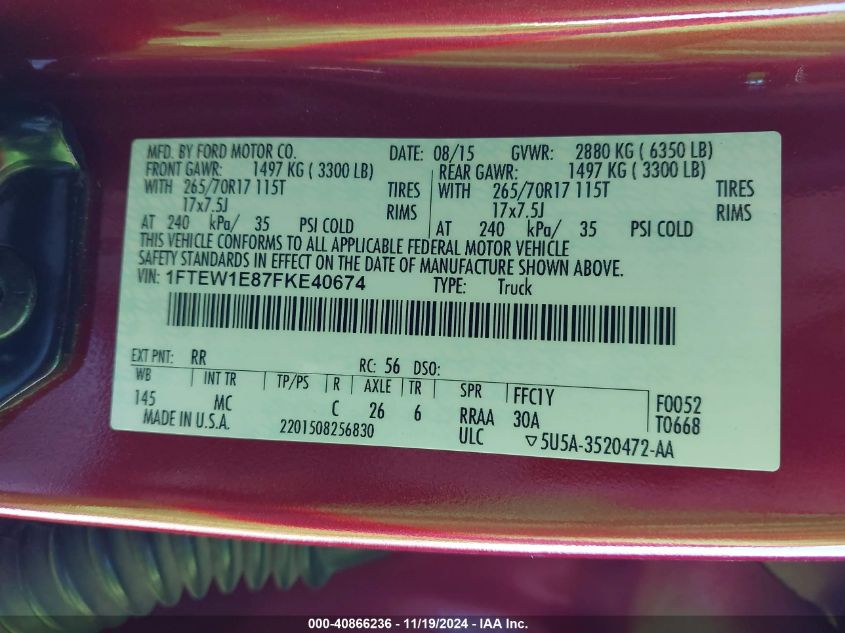 MFD. BY FORD MOTOR CO. DATE: 08/15 GVWR: 2880 KG ( 6350 LB)
FRONT GAWR: 1497 KG ( 3300 LB) REAR GAWR: 1497 KG ( 3300 LB)
WITH 265/70R17 115T TIRES WITH 265/70R17 115T TIRES
17x7.5J RIMS 17x7.5J RIMS
AT 240 kPa/ 35 PSI COLD AT 240 kPa/ 35 PSI COLD
THIS VEHICLE CONFORMS TO ALL APPLICABLE FEDERAL MOTOR VEHICLE
SAFETY STANDARDS IN EFFECT ON THE DATE OF MANUFACTURE SHOWN ABOVE.
VIN: 1FTEW1E87FKE40674 TYPE: Truck
EXT PNT: RR RC: 56 DSO:
WB INT TR TP/PS R AXLE TR SPR FFC1Y F0052
145 MC C 26 6 RRAA 30A T0668
MADE IN U.S.A. 2201508256830 ULC ▽5U5A-3520472-AA
000-40866236 - 11/19/2024 - IAA Inc.